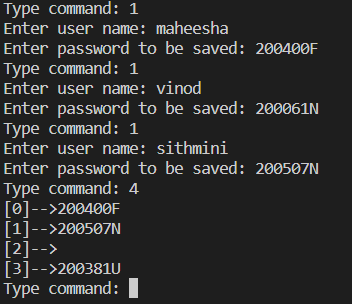 Type command: 1
Enter user name: maheesha
Enter password to be saved: 200400F
Type command: 1
Enter user name: vinod
Enter password to be saved: 200061N
Type command: 1
Enter user name: sithmini
Enter password to be saved: 200507N
Type command: 4
[0]-->200400F
[1]-->200507N
[2]-->
[3]-->200381U
Type command: